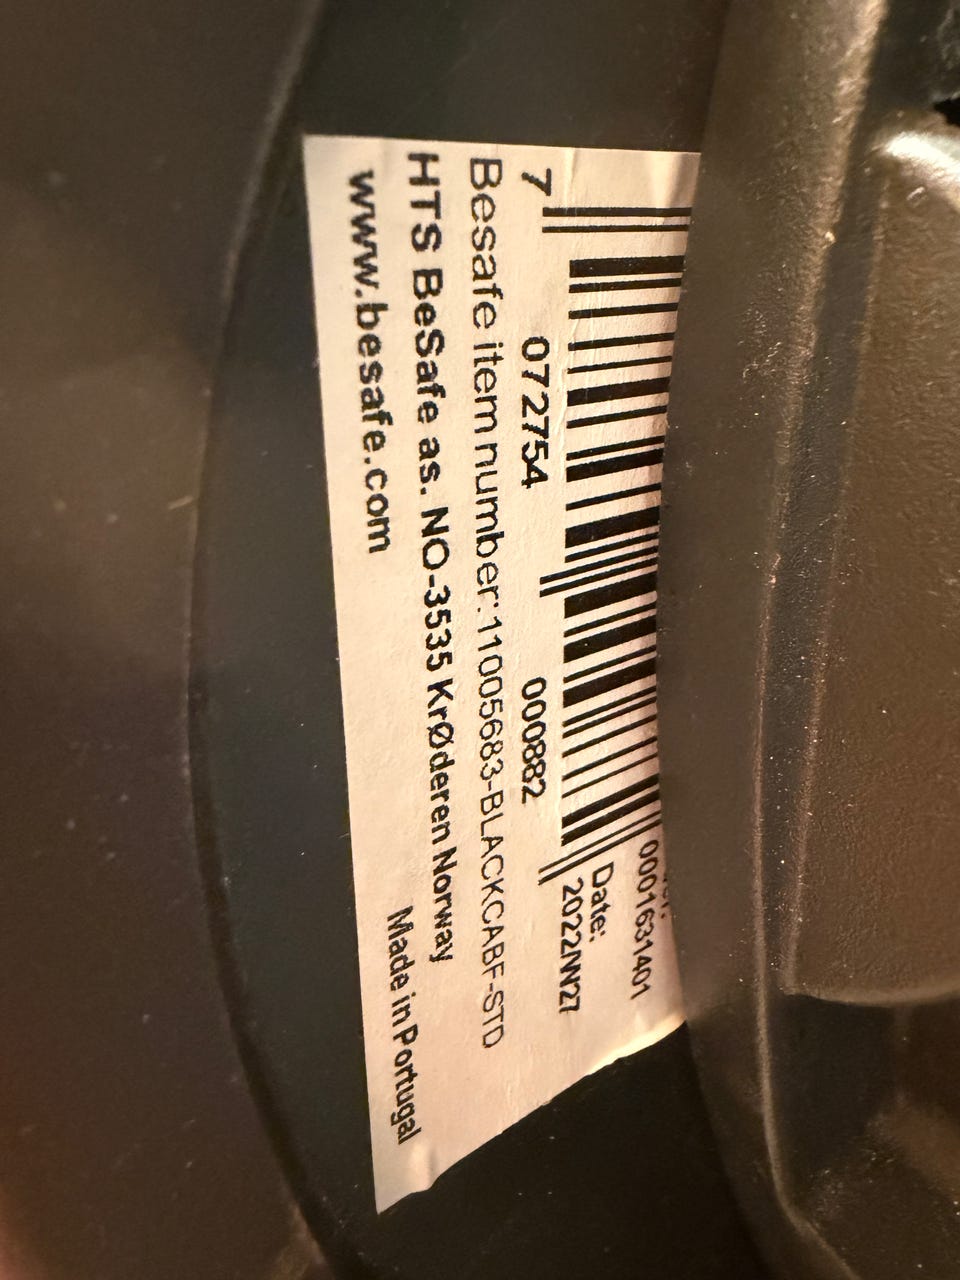 0001631401
Date:
2022W27
7 072754 000882
Besafe item number:11005683-BLACKCABF-STD
HTS BeSafe as. NO-3535 KrØderen Norway
www.besafe.com
Made in Portugal